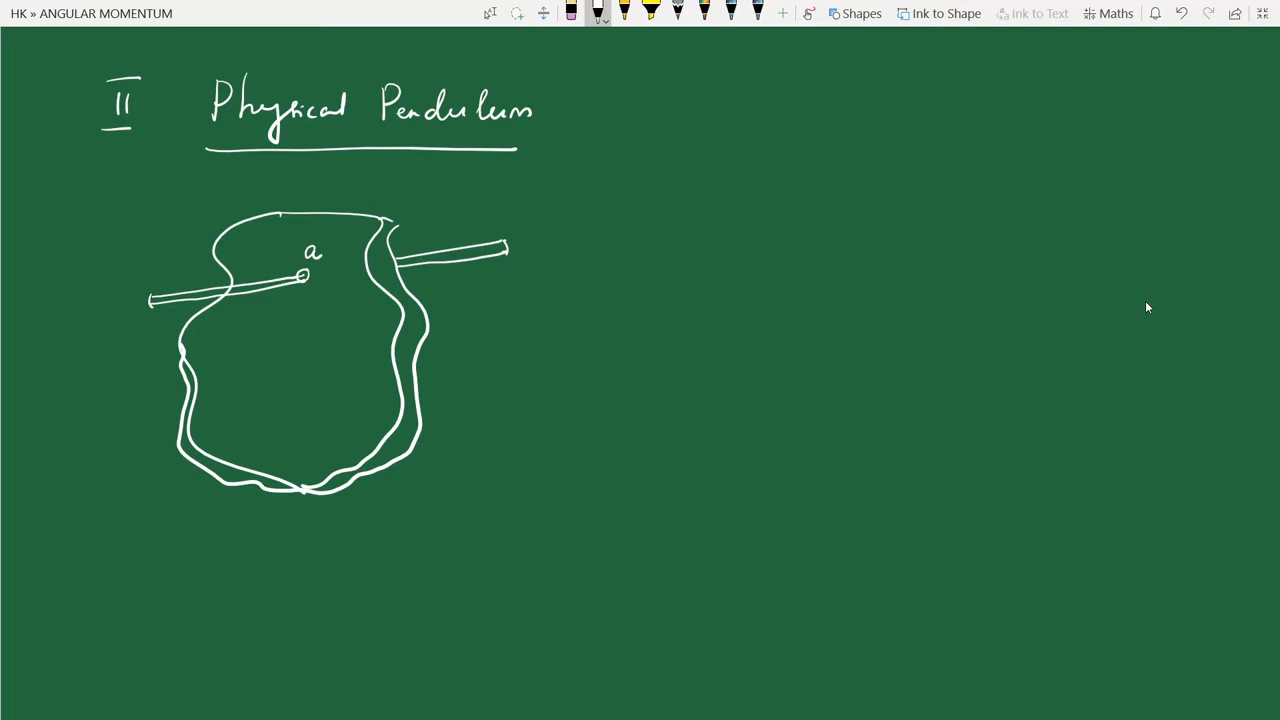 HK » ANGULAR MOMENTUM
Shapes Ink to Shape Ink to Text Maths
II Physical Pendulum
a